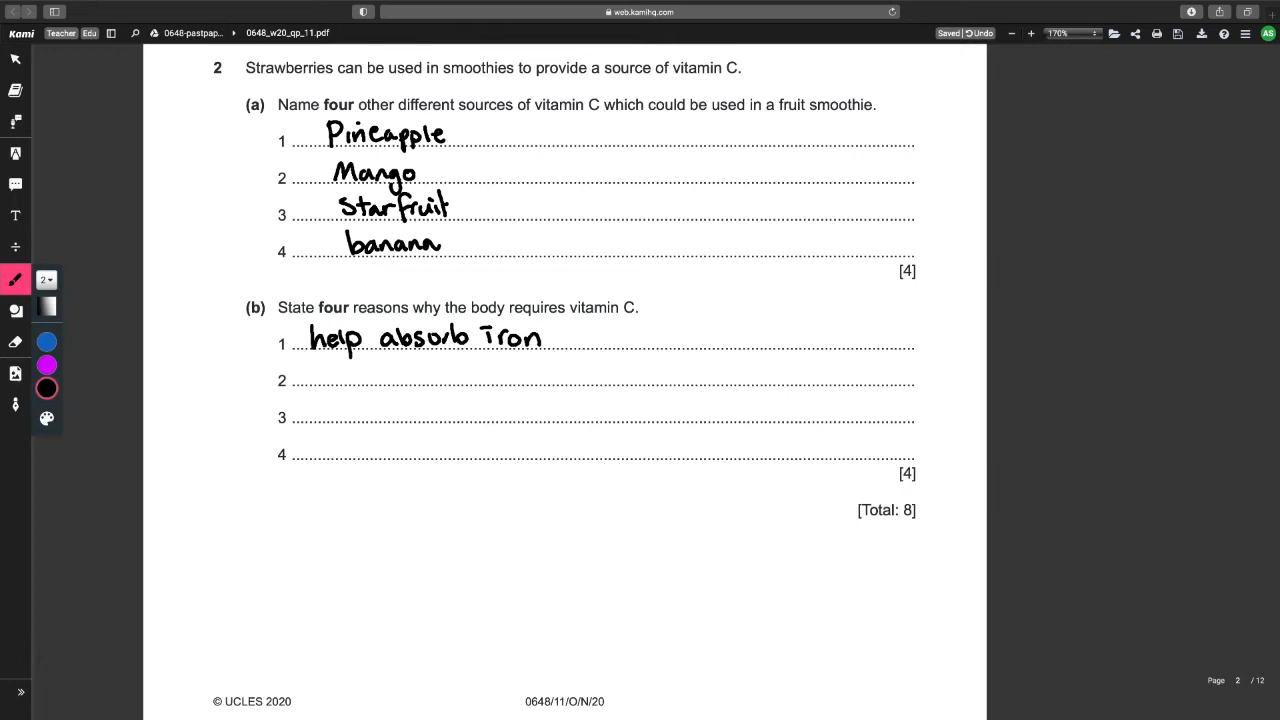 web.kamihq.com
Kami Teacher Edu 0648-pastpap... 0648_w20_qp_11.pdf Saved Undo 170% AS
2 Strawberries can be used in smoothies to provide a source of vitamin C.
(a) Name four other different sources of vitamin C which could be used in a fruit smoothie.
1 Pineapple
2 Mango
3 Starfruit
4 banana
[4]
(b) State four reasons why the body requires vitamin C.
1 help absorb iron
2
3
4
[4]
[Total: 8]
Page 2 / 12
© UCLES 2020 0648/11/O/N/20